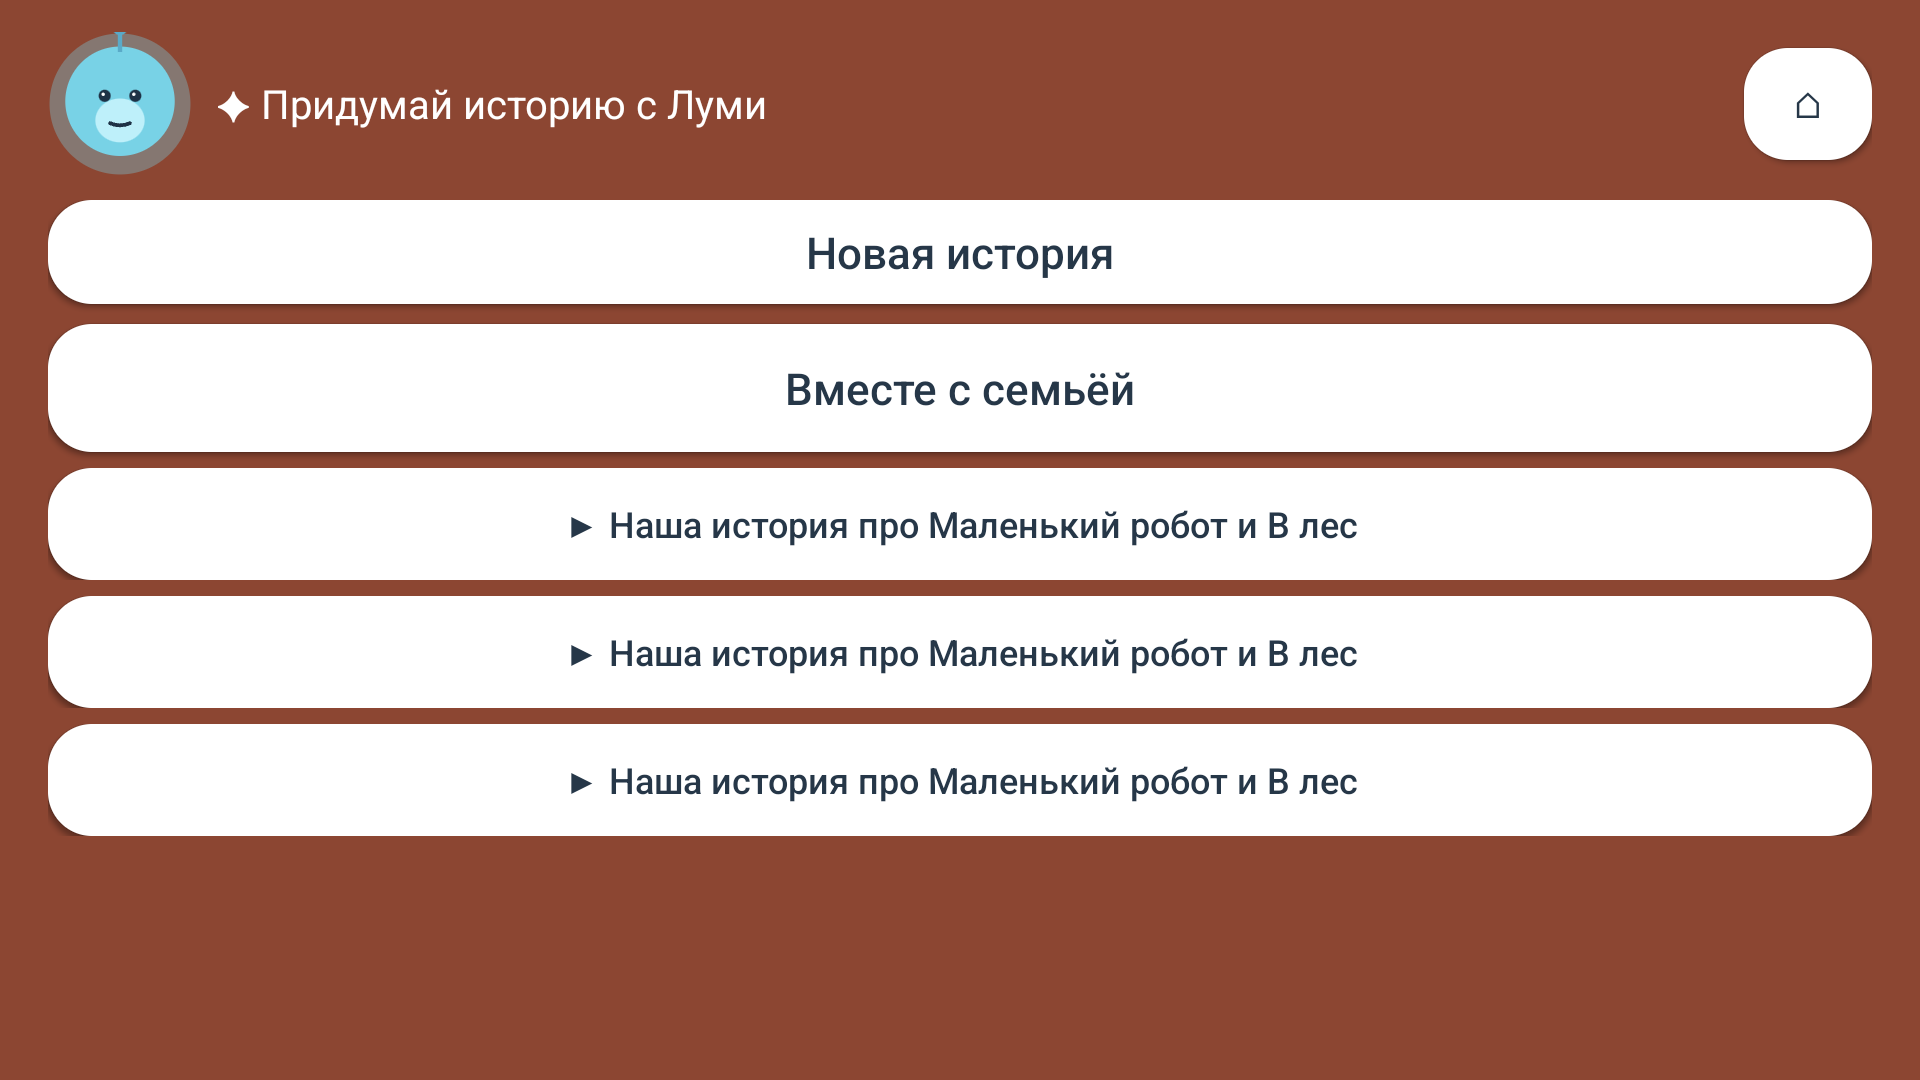 ✦ Придумай историю с Луми
Новая история
Вместе с семьёй
► Наша история про Маленький робот и В лес
► Наша история про Маленький робот и В лес
► Наша история про Маленький робот и В лес